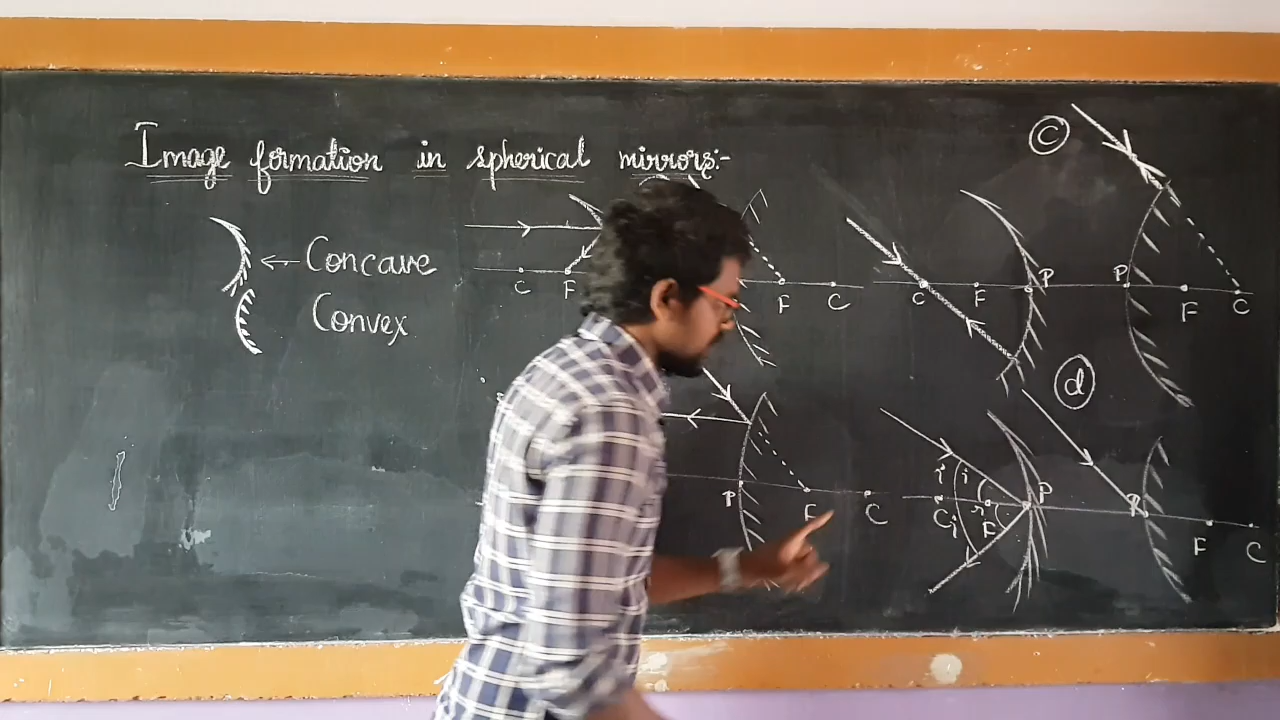 Image formation in spherical mirrors:-
Concave
Convex
C F
F C
C F P
C
P F C
P F C
d
i i
C F P
i r
P F C